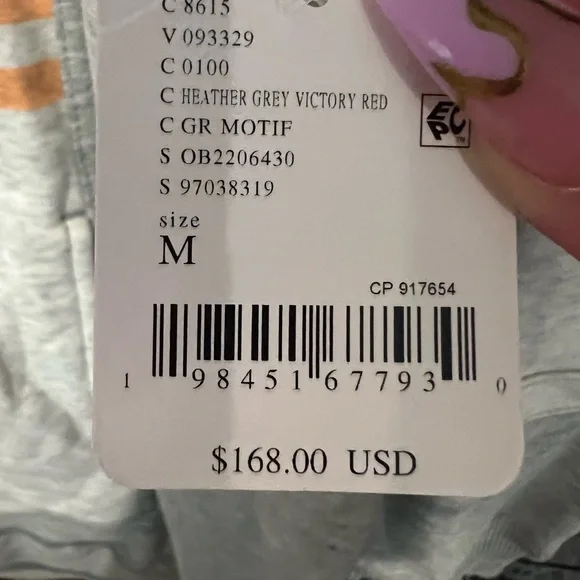 C 8615
V 093329
C 0100
C HEATHER GREY VICTORY RED
C GR MOTIF
S OB2206430
S 97038319
EPC™
size
M
CP 917654
1 98451 67793 0
$168.00 USD